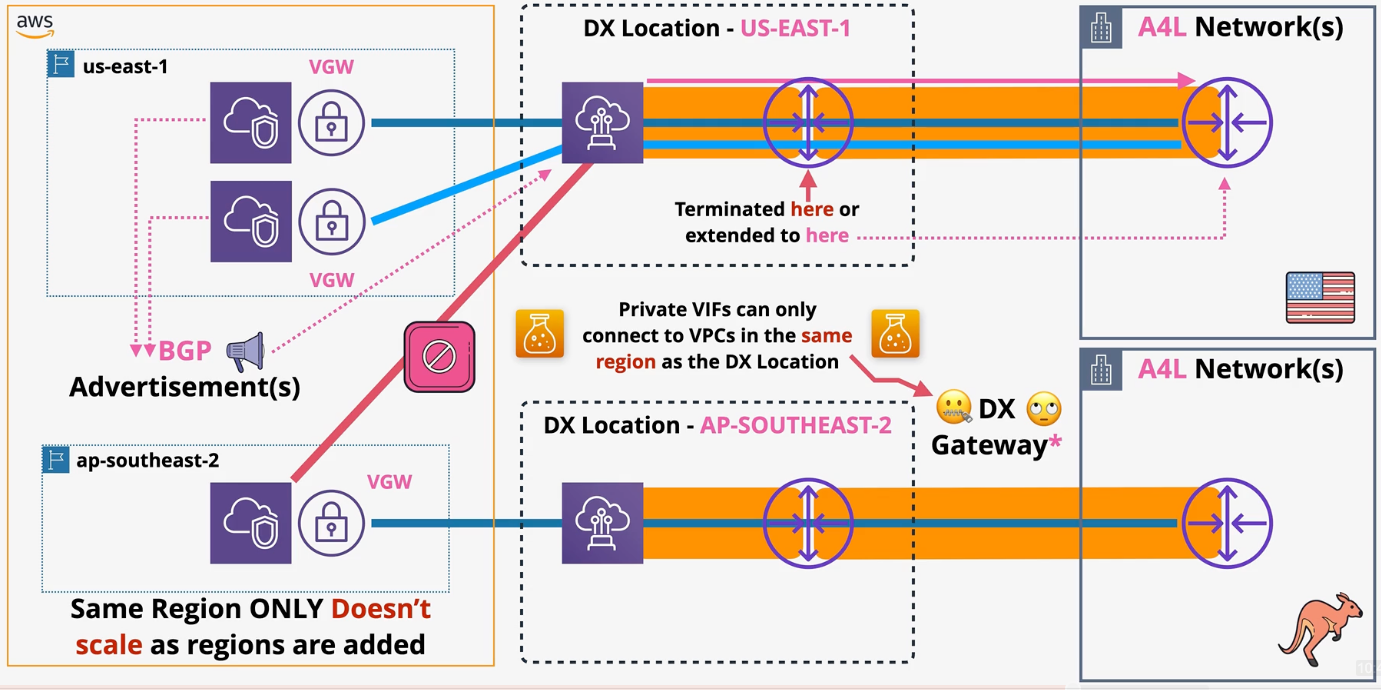 aws
us-east-1
VGW
VGW
BGP
Advertisement(s)
ap-southeast-2
VGW
Same Region ONLY Doesn't
scale as regions are added
DX Location - US-EAST-1
Terminated here or
extended to here
Private VIFs can only
connect to VPCs in the same
region as the DX Location
DX
Gateway*
DX Location - AP-SOUTHEAST-2
A4L Network(s)
A4L Network(s)